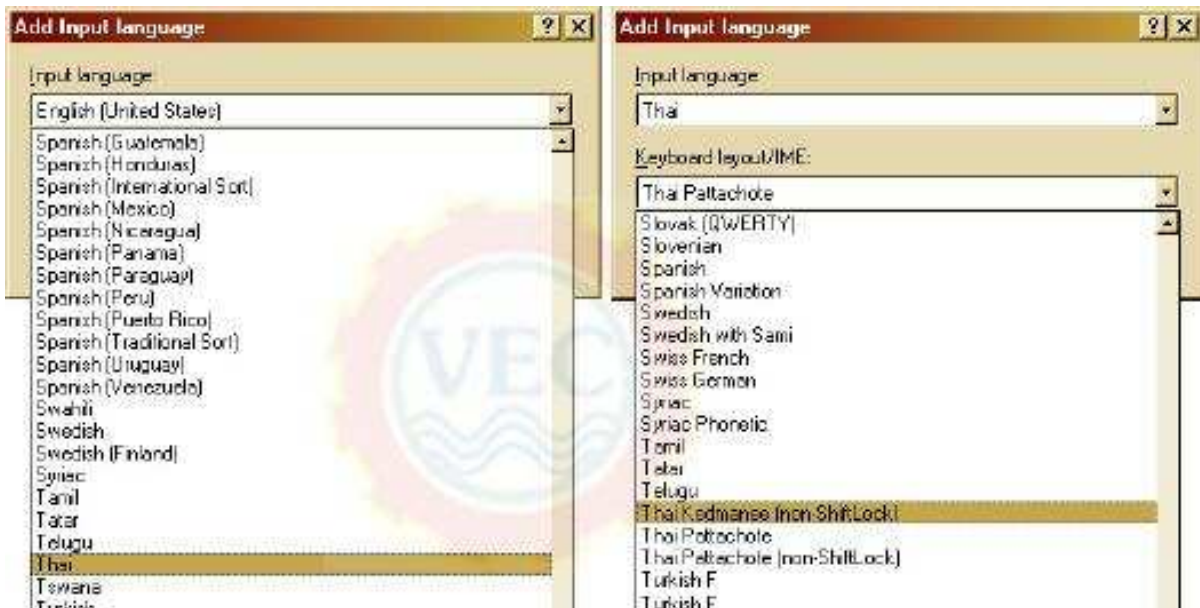 Add Input language
Input language:
English (United States)
Spanish (Guatemala)
Spanish (Honduras)
Spanish (International Sort)
Spanish (Mexico)
Spanish (Nicaragua)
Spanish (Panama)
Spanish (Paraguay)
Spanish (Peru)
Spanish (Puerto Rico)
Spanish (Traditional Sort)
Spanish (Uruguay)
Spanish (Venezuela)
Swahili
Swedish
Swedish (Finland)
Syriac
Tamil
Tatar
Telugu
Thai
Tswana
Turkish
Add Input language
Input language
Thai
Keyboard layout/IME:
Thai Pattachote
Slovak (QWERTY)
Slovenian
Spanish
Spanish Variation
Swedish
Swedish with Sami
Swiss French
Swiss German
Syriac
Syriac Phonetic
Tamil
Tatar
Telugu
Thai Kedmanee (non-ShiftLock)
Thai Pattachote
Thai Pattachote (non-ShiftLock)
Turkish F
Turkish F
VEC